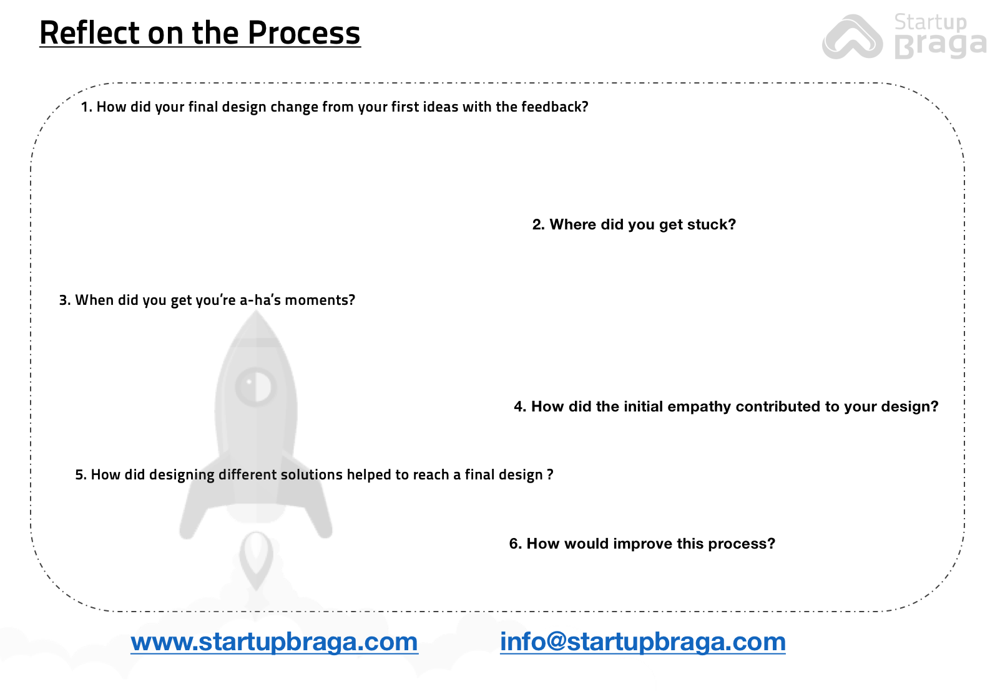 Reflect on the Process
Startup
Braga
1. How did your final design change from your first ideas with the feedback?
2. Where did you get stuck?
3. When did you get you’re a-ha’s moments?
4. How did the initial empathy contributed to your design?
5. How did designing different solutions helped to reach a final design ?
6. How would improve this process?
www.startupbraga.com
info@startupbraga.com